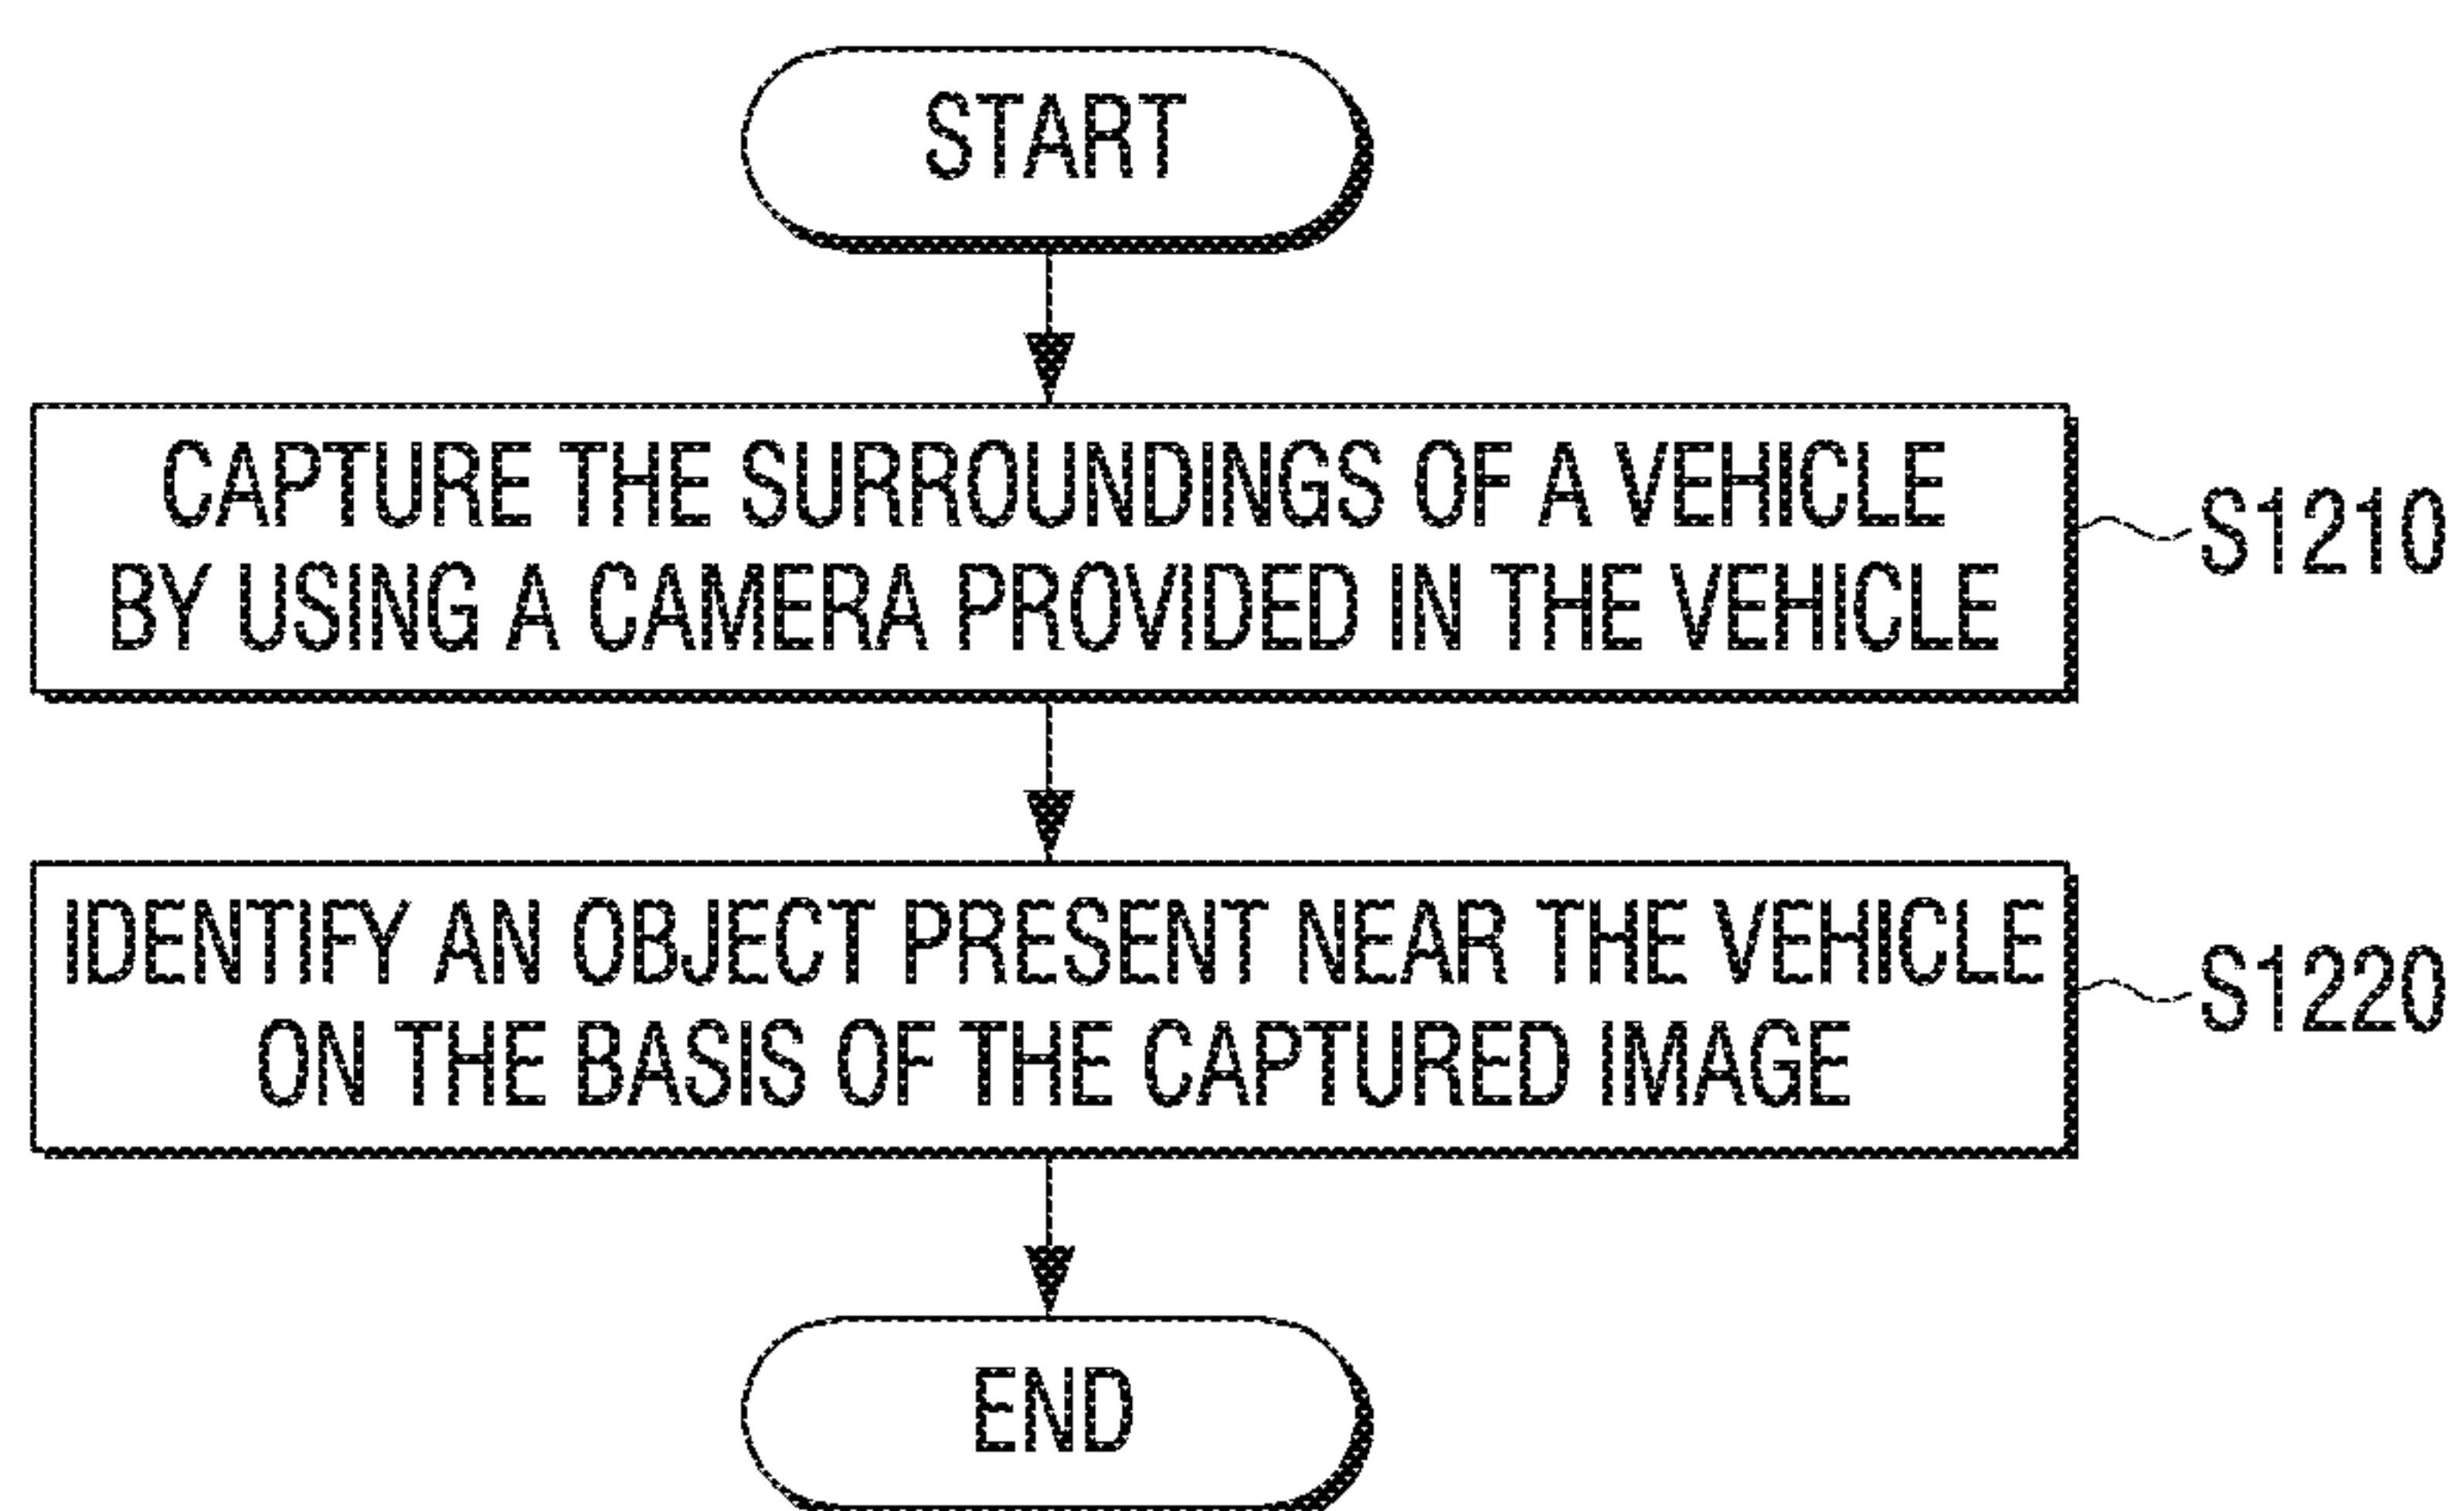 START
CAPTURE THE SURROUNDINGS OF A VEHICLE
BY USING A CAMERA PROVIDED IN THE VEHICLE
S1210
IDENTIFY AN OBJECT PRESENT NEAR THE VEHICLE
ON THE BASIS OF THE CAPTURED IMAGE
S1220
END